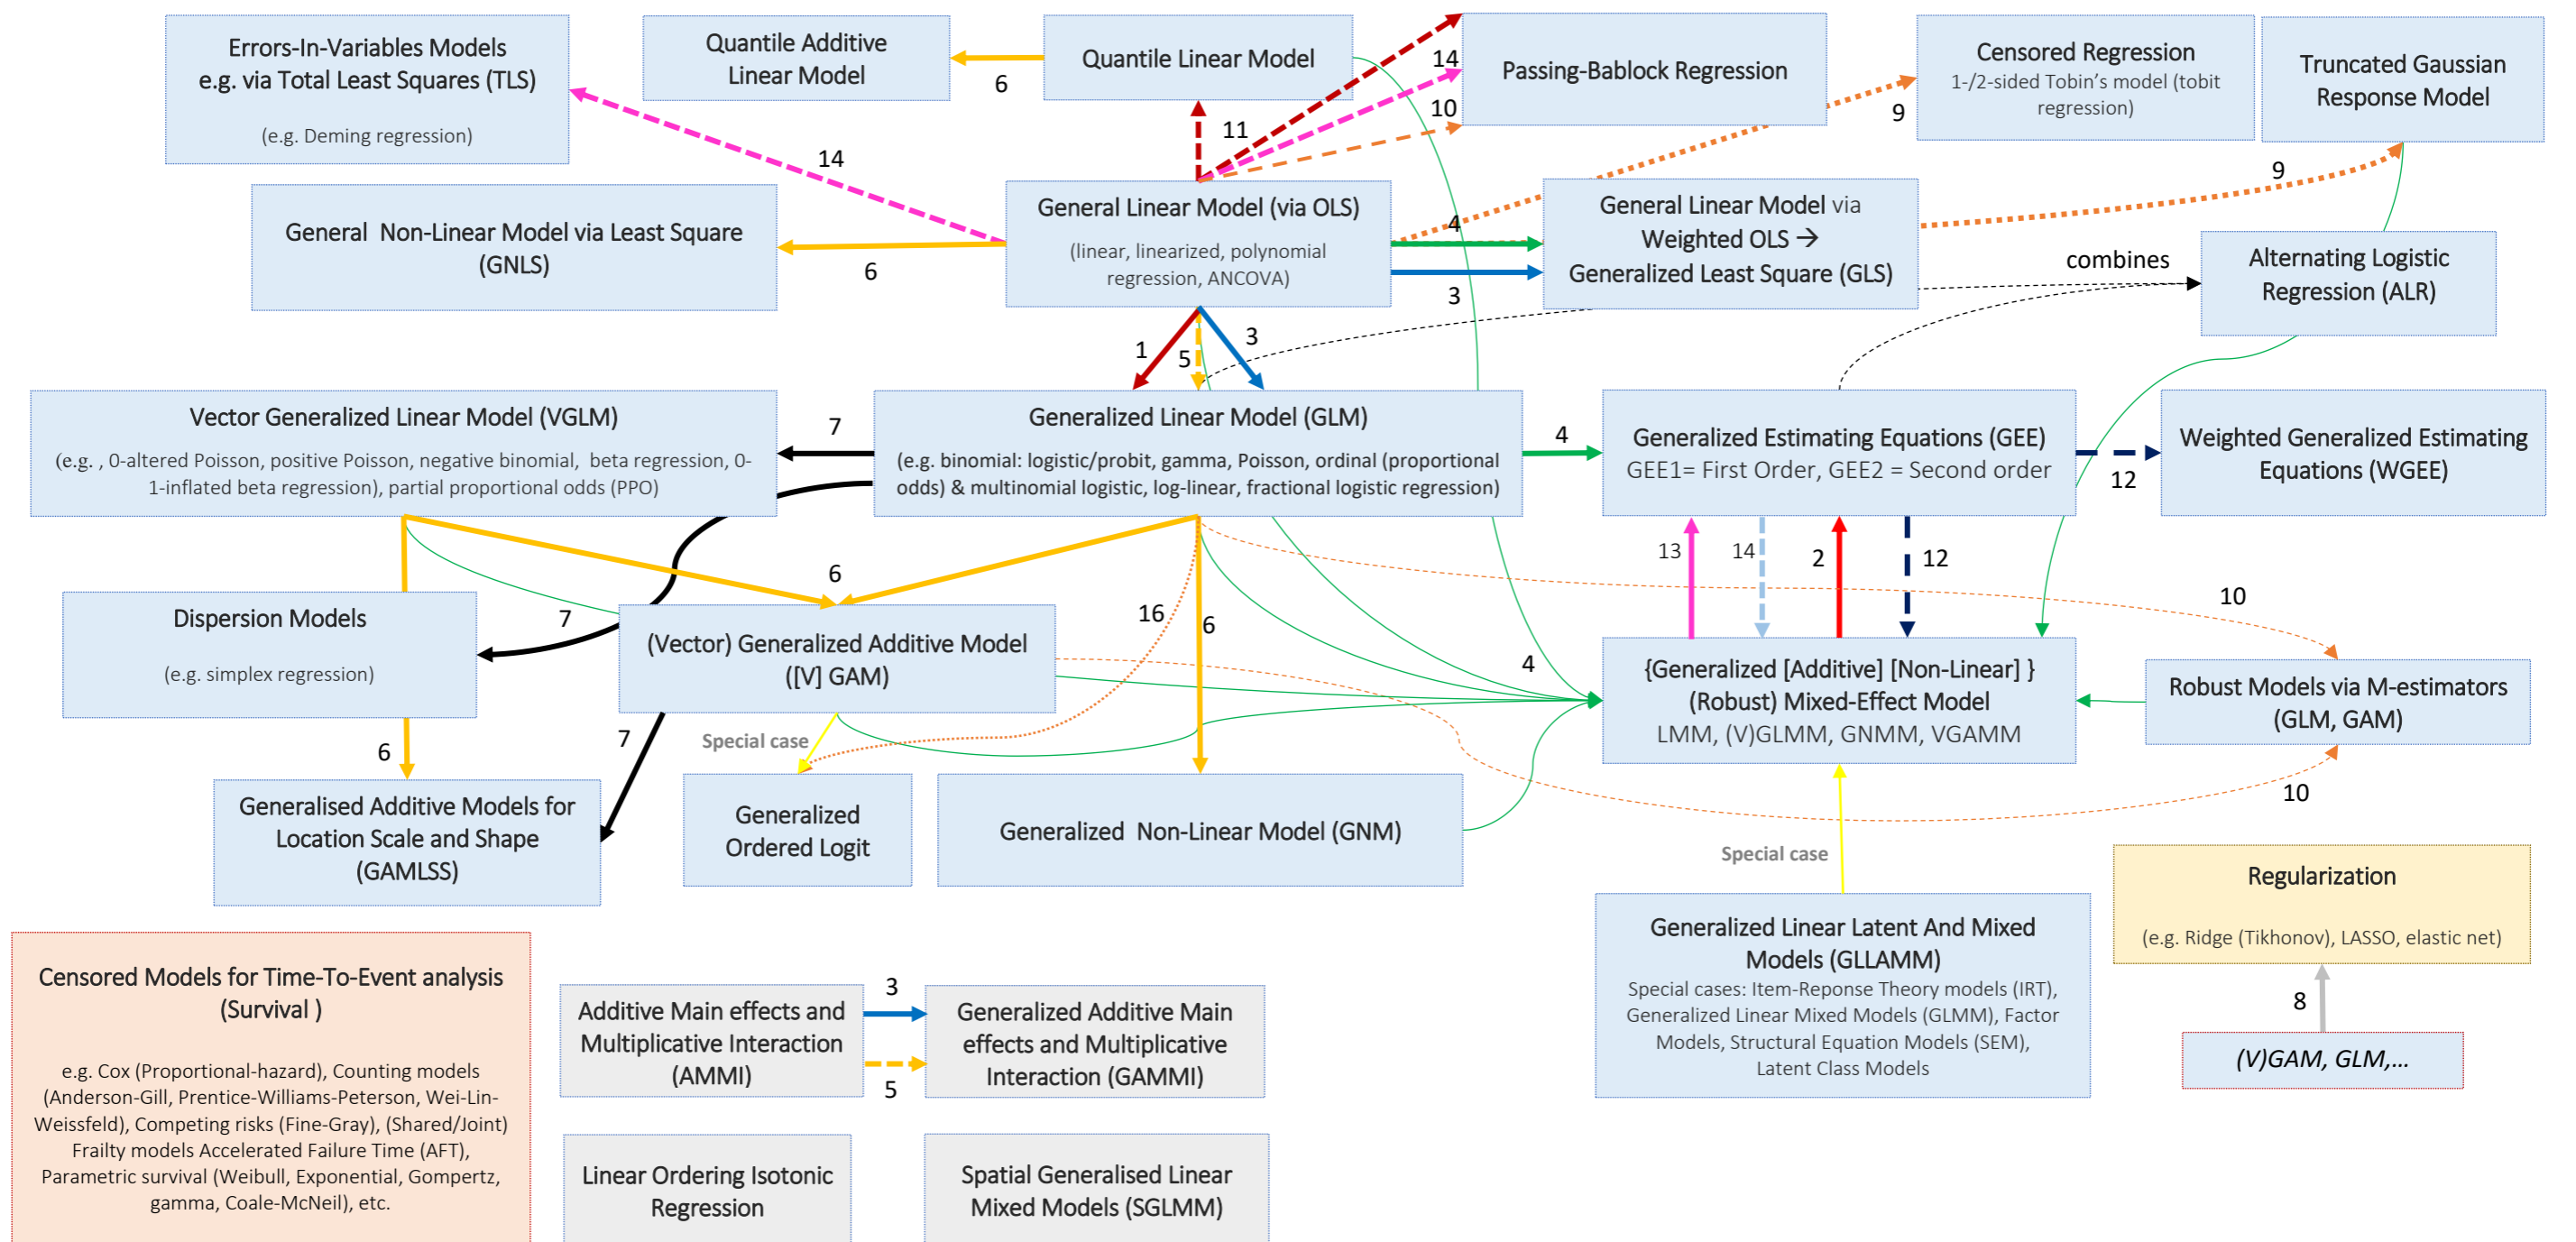 Errors-In-Variables Models
e.g. via Total Least Squares (TLS)
(e.g. Deming regression)
Quantile Additive
Linear Model
6
Quantile Linear Model
14
10
11
Passing-Bablock Regression
9
Censored Regression
1-/2-sided Tobin's model (tobit
regression)
Truncated Gaussian
Response Model
14
9
General  Non-Linear Model via Least Square
(GNLS)
6
General Linear Model (via OLS)
(linear, linearized, polynomial
regression, ANCOVA)
4
3
General Linear Model via
Weighted OLS →
Generalized Least Square (GLS)
combines
Alternating Logistic
Regression (ALR)
1
5
3
Vector Generalized Linear Model (VGLM)
(e.g. , 0-altered Poisson, positive Poisson, negative binomial,  beta regression, 0-
1-inflated beta regression), partial proportional odds (PPO)
7
Generalized Linear Model (GLM)
(e.g. binomial: logistic/probit, gamma, Poisson, ordinal (proportional
odds) & multinomial logistic, log-linear, fractional logistic regression)
4
Generalized Estimating Equations (GEE)
GEE1= First Order, GEE2 = Second order
12
Weighted Generalized Estimating
Equations (WGEE)
13
14
2
12
6
7
16
6
10
Dispersion Models
(e.g. simplex regression)
(Vector) Generalized Additive Model
([V] GAM)
4
{Generalized [Additive] [Non-Linear] }
(Robust) Mixed-Effect Model
LMM, (V)GLMM, GNMM, VGAMM
Robust Models via M-estimators
(GLM, GAM)
6
7
Special case
10
Generalised Additive Models for
Location Scale and Shape
(GAMLSS)
Generalized
Ordered Logit
Generalized  Non-Linear Model (GNM)
Special case
Regularization
(e.g. Ridge (Tikhonov), LASSO, elastic net)
8
(V)GAM, GLM,...
Generalized Linear Latent And Mixed
Models (GLLAMM)
Special cases: Item-Reponse Theory models (IRT),
Generalized Linear Mixed Models (GLMM), Factor
Models, Structural Equation Models (SEM),
Latent Class Models
Censored Models for Time-To-Event analysis
(Survival )
e.g. Cox (Proportional-hazard), Counting models
(Anderson-Gill, Prentice-Williams-Peterson, Wei-Lin-
Weissfeld), Competing risks (Fine-Gray), (Shared/Joint)
Frailty models Accelerated Failure Time (AFT),
Parametric survival (Weibull, Exponential, Gompertz,
gamma, Coale-McNeil), etc.
Additive Main effects and
Multiplicative Interaction
(AMMI)
3
5
Generalized Additive Main
effects and Multiplicative
Interaction (GAMMI)
Linear Ordering Isotonic
Regression
Spatial Generalised Linear
Mixed Models (SGLMM)